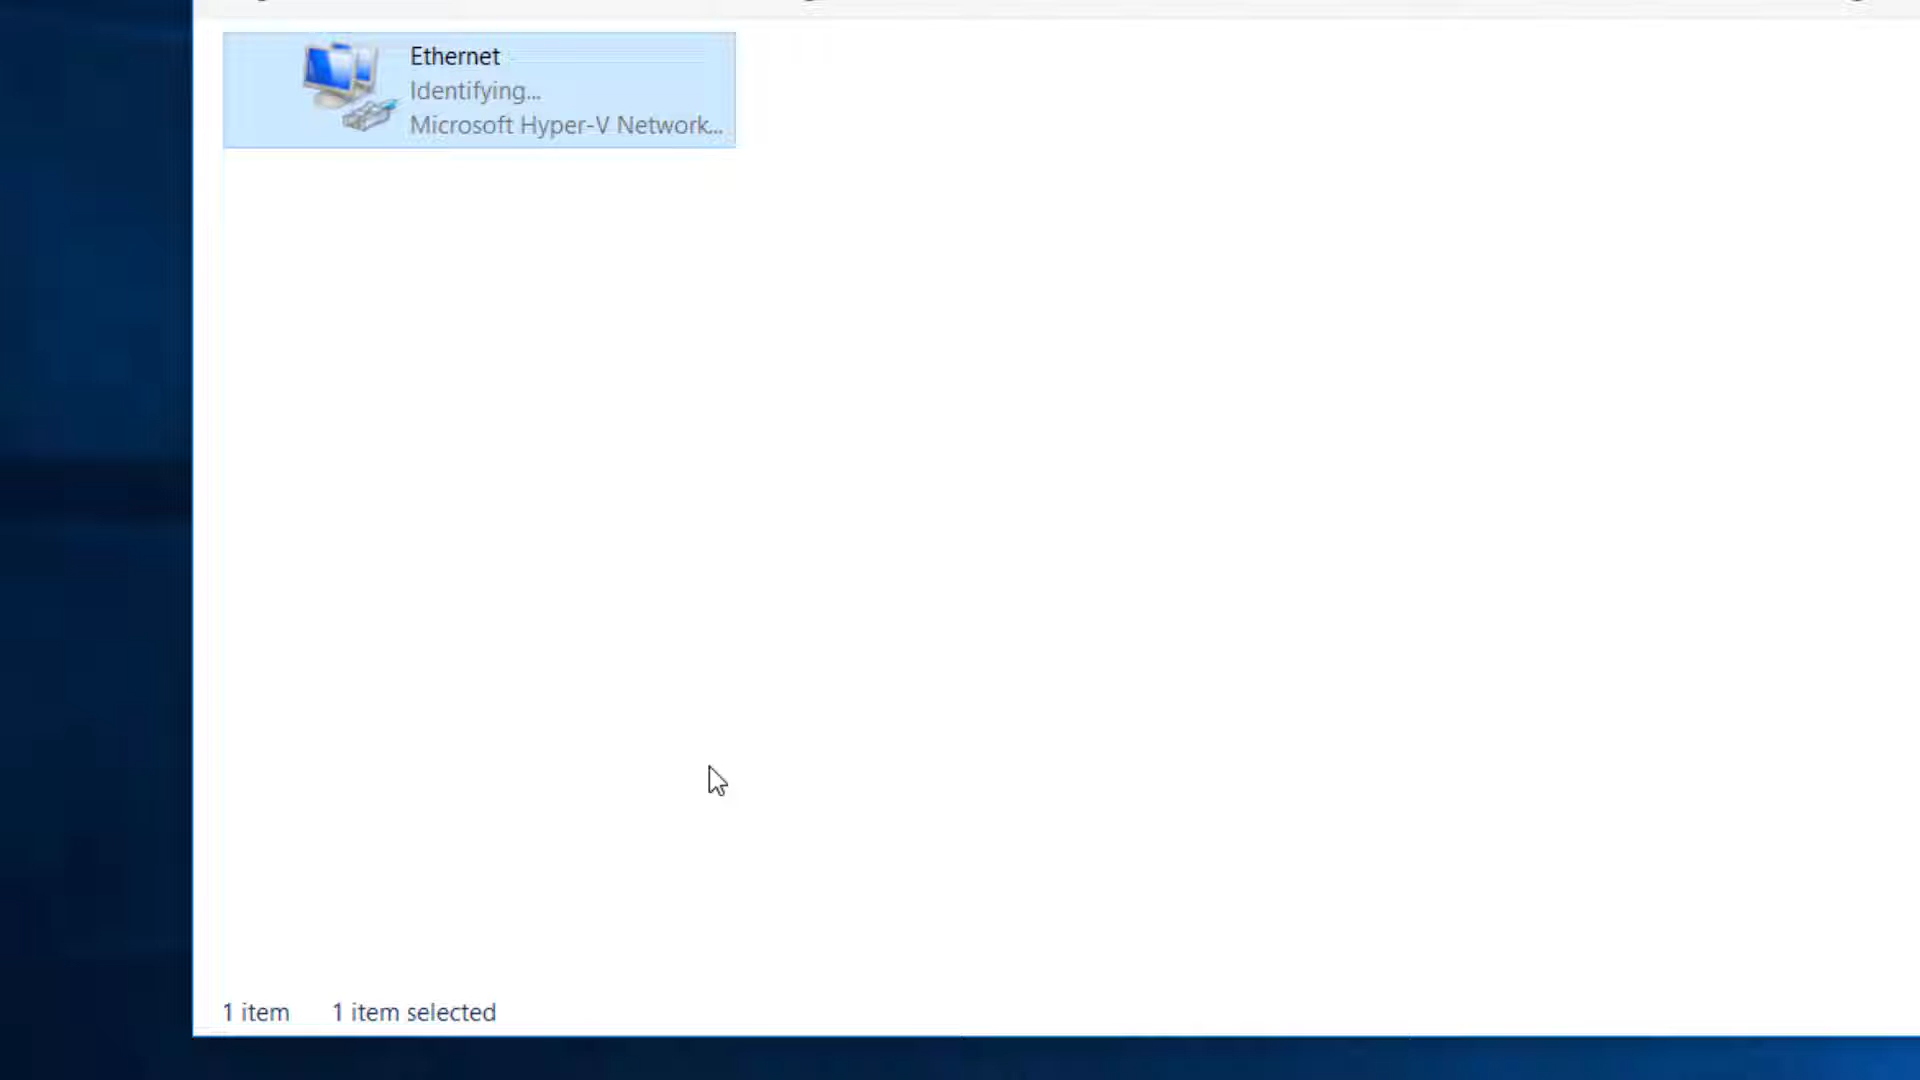 Ethernet
Identifying...
Microsoft Hyper-V Network...
1 item 1 item selected